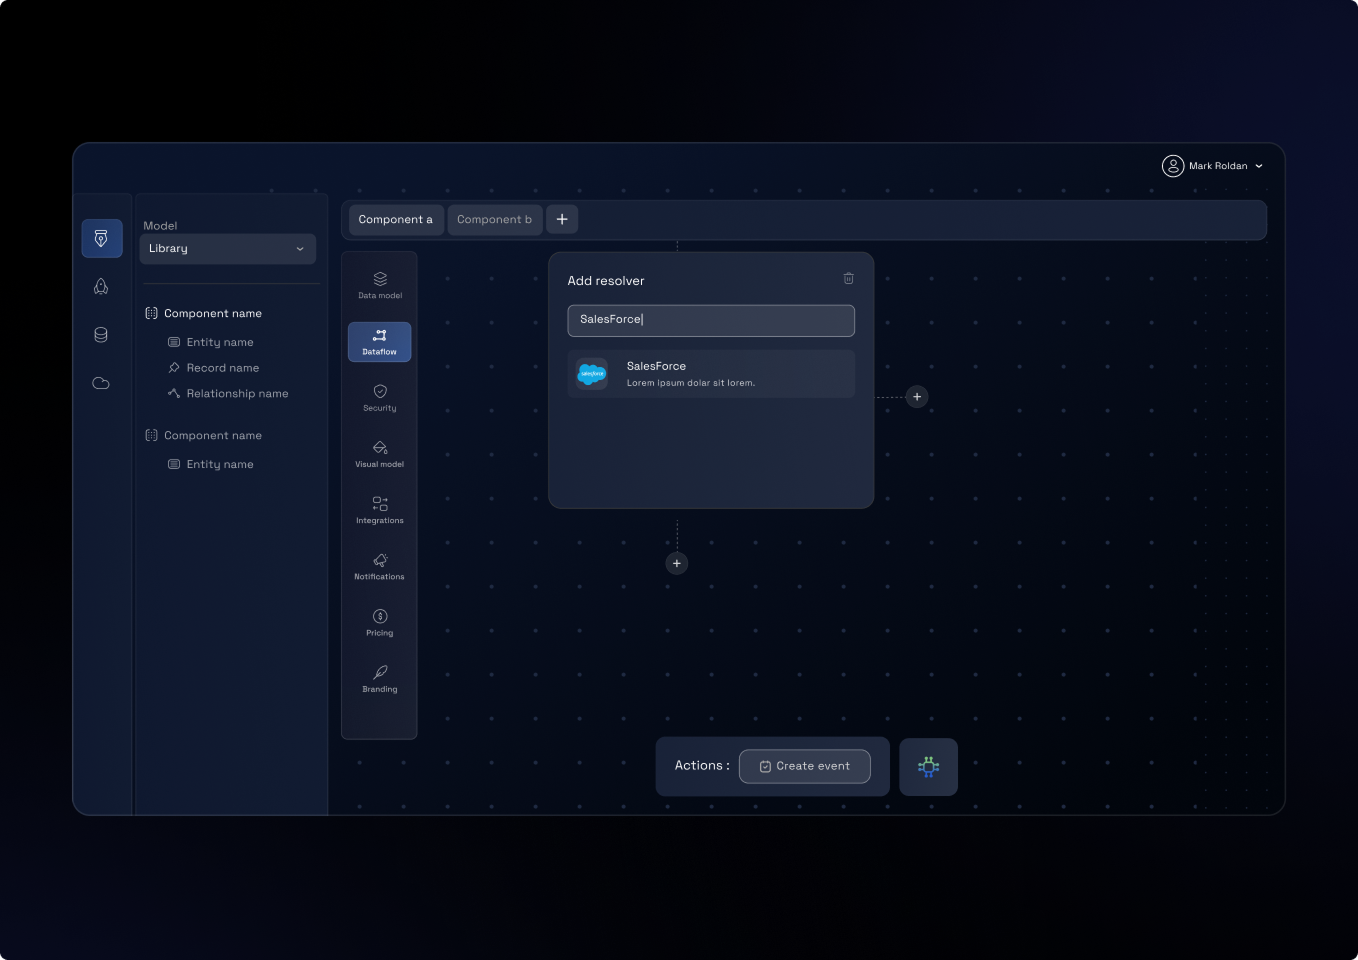 Mark Roldan
Model
Library
Component name
Entity name
Record name
Relationship name
Component name
Entity name
Component a
Component b
Data model
Dataflow
Security
Visual model
Integrations
Notifications
Pricing
Branding
Add resolver
SalesForce
salesforce
SalesForce
Lorem Ipsum dolar sit lorem.
Actions :
Create event